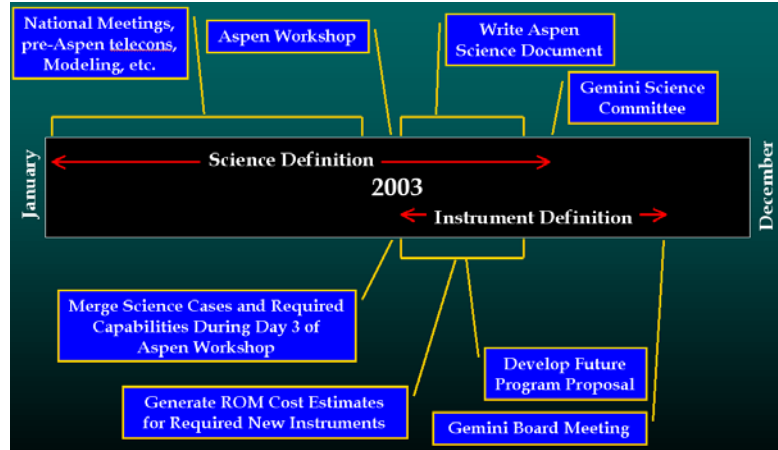 National Meetings,
pre-Aspen telecons,
Modeling, etc.
Aspen Workshop
Write Aspen
Science Document
Gemini Science
Committee
January
Science Definition
2003
Instrument Definition
December
Merge Science Cases and Required
Capabilities During Day 3 of
Aspen Workshop
Develop Future
Program Proposal
Generate ROM Cost Estimates
for Required New Instruments
Gemini Board Meeting